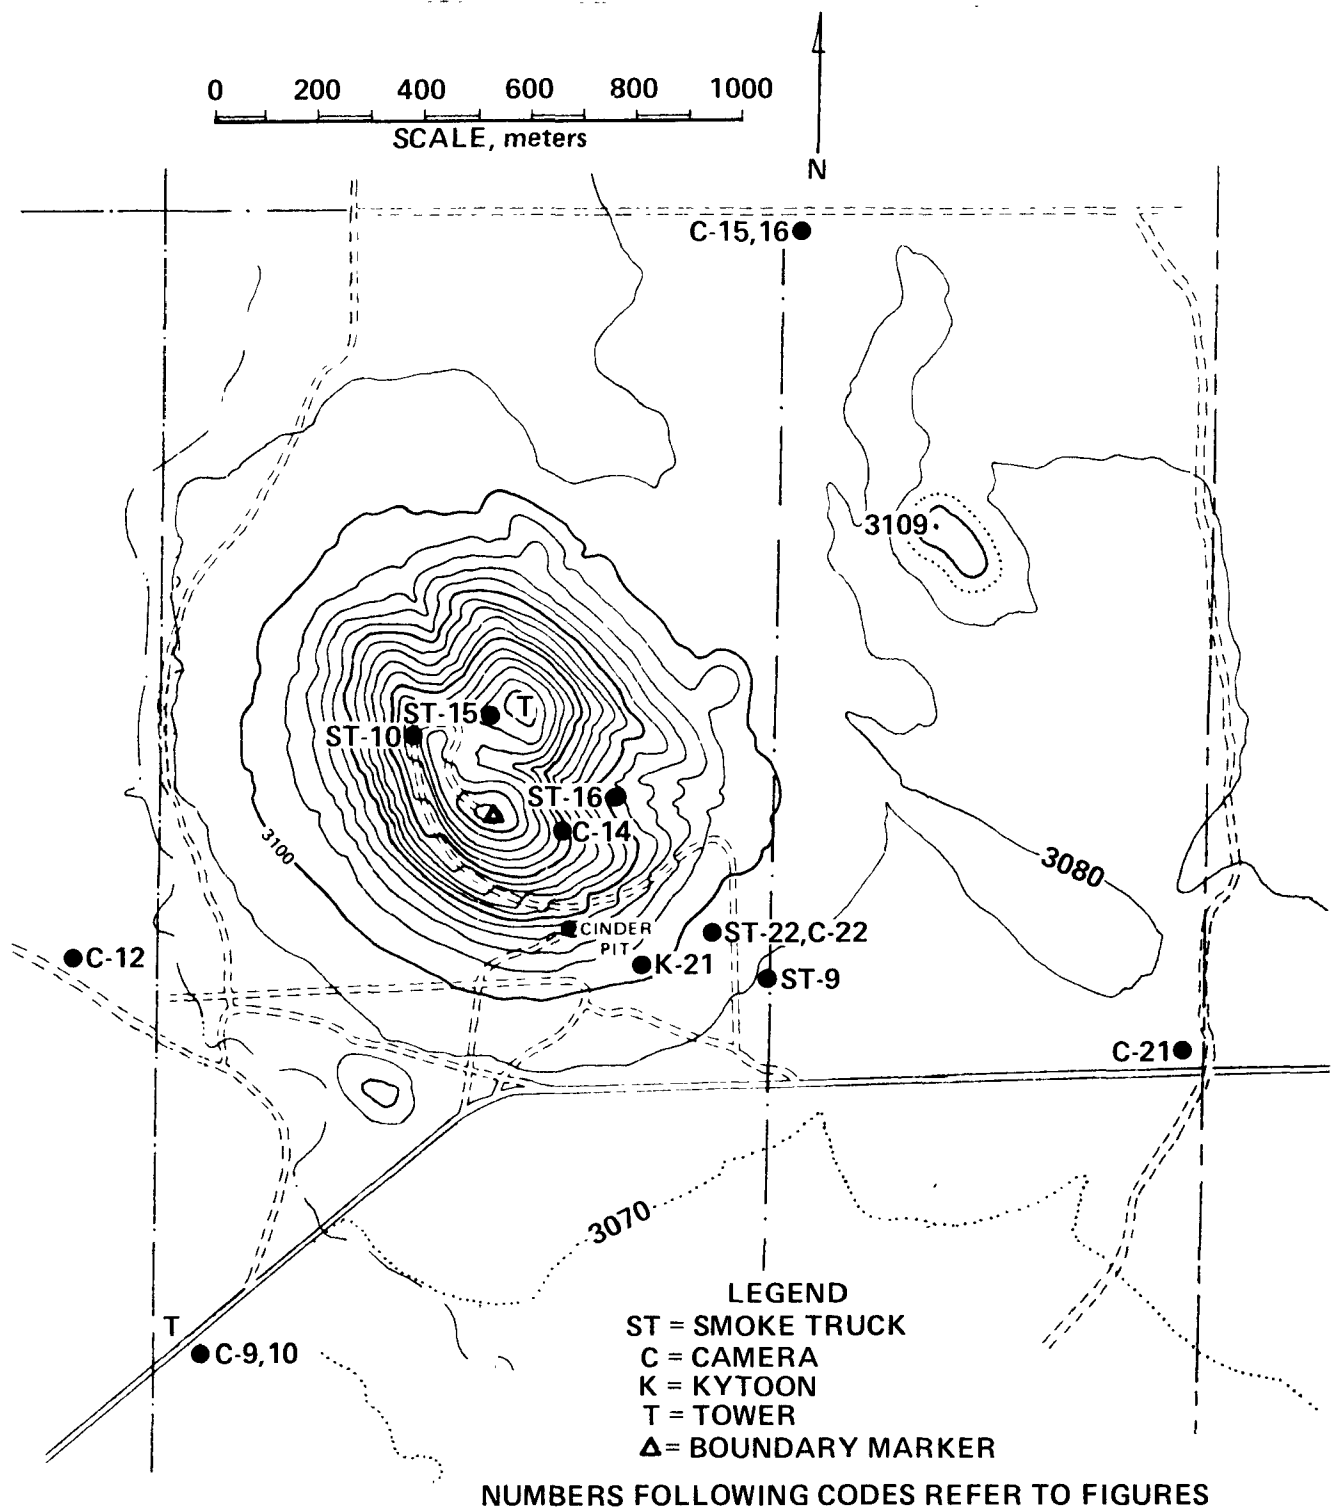 0 200 400 600 800 1000
SCALE, meters
N
C-15,16
3109
T
ST-15
ST-10
ST-16
C-14
3100
3080
CINDER
PIT
ST-22,C-22
C-12
K-21
ST-9
C-21
3070
T
C-9,10
LEGEND
ST = SMOKE TRUCK
C = CAMERA
K = KYTOON
T = TOWER
Δ = BOUNDARY MARKER
NUMBERS FOLLOWING CODES REFER TO FIGURES